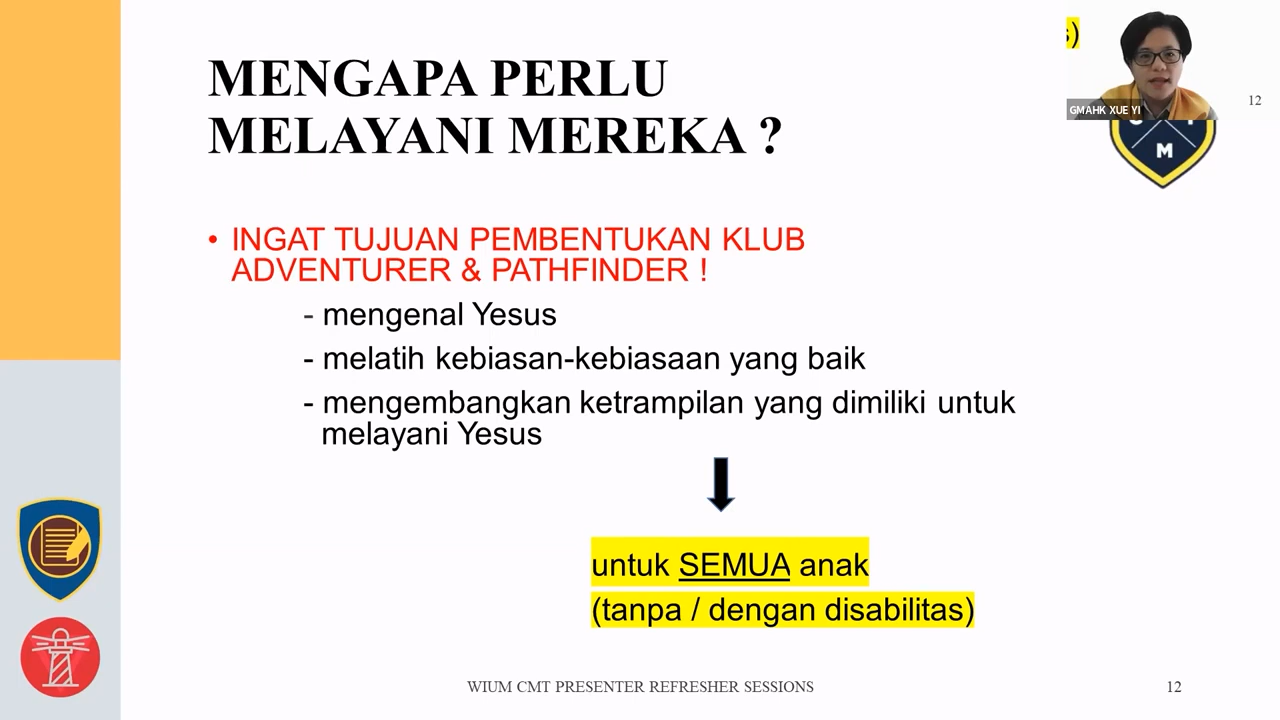 s)
MENGAPA PERLU
MELAYANI MEREKA ?
12
GMAHK XUE YI
M
• INGAT TUJUAN PEMBENTUKAN KLUB
ADVENTURER & PATHFINDER !
- mengenal Yesus
- melatih kebiasan-kebiasaan yang baik
- mengembangkan ketrampilan yang dimiliki untuk
melayani Yesus
untuk SEMUA anak
(tanpa / dengan disabilitas)
WIUM CMT PRESENTER REFRESHER SESSIONS
12